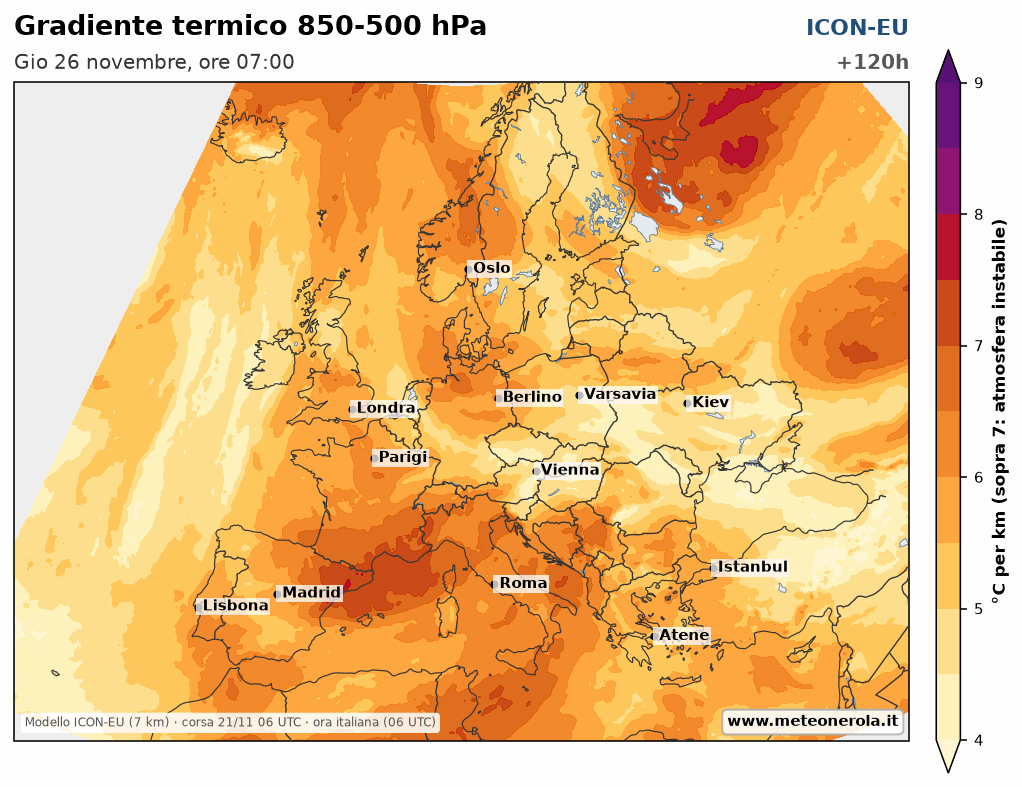 Gradiente termico 850-500 hPa
ICON-EU
Gio 26 novembre, ore 07:00
+120h
Oslo
Londra
Berlino
Varsavia
Kiev
Parigi
Vienna
Madrid
Lisbona
Roma
Istanbul
Atene
Modello ICON-EU (7 km) · corsa 21/11 06 UTC · ora italiana (06 UTC)
www.meteonerola.it
9
8
7
6
5
4
°C per km (sopra 7: atmosfera instabile)